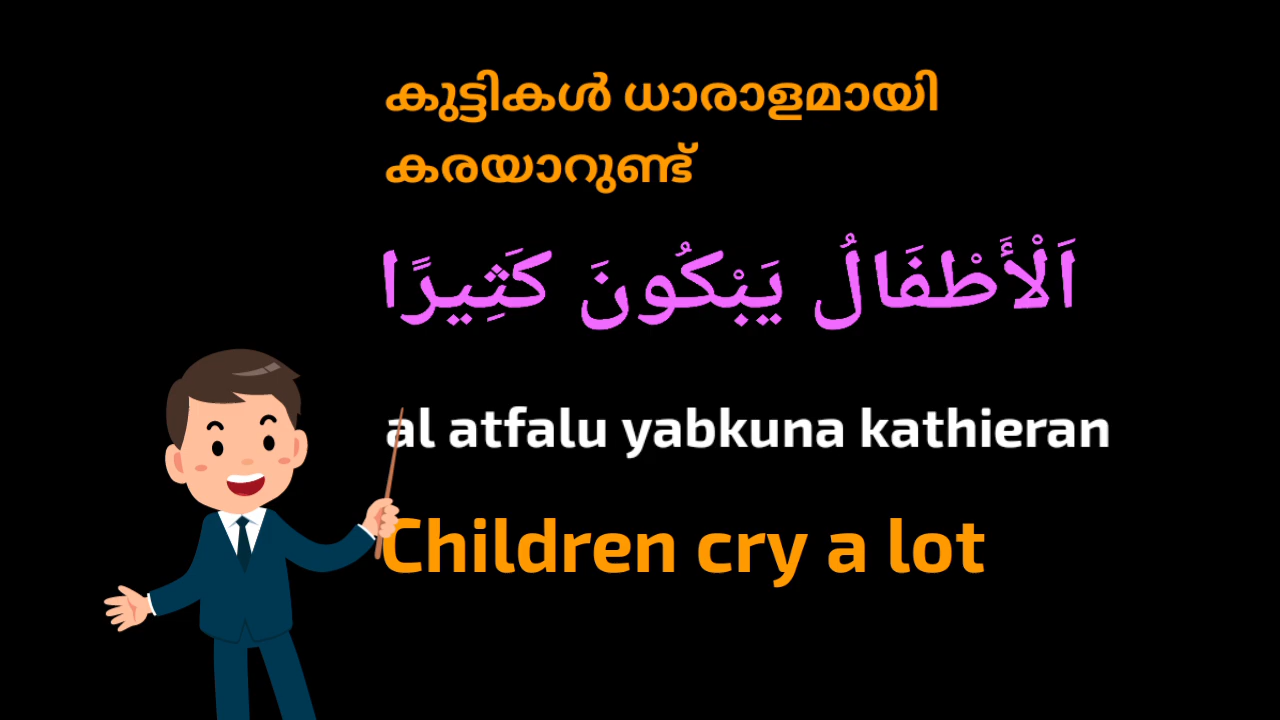 കുട്ടികൾ ധാരാളമായി
കരയാറുണ്ട്
اَلْأَطْفَالُ يَبْكُونَ كَثِيرًا
al atfalu yabkuna kathieran
Children cry a lot